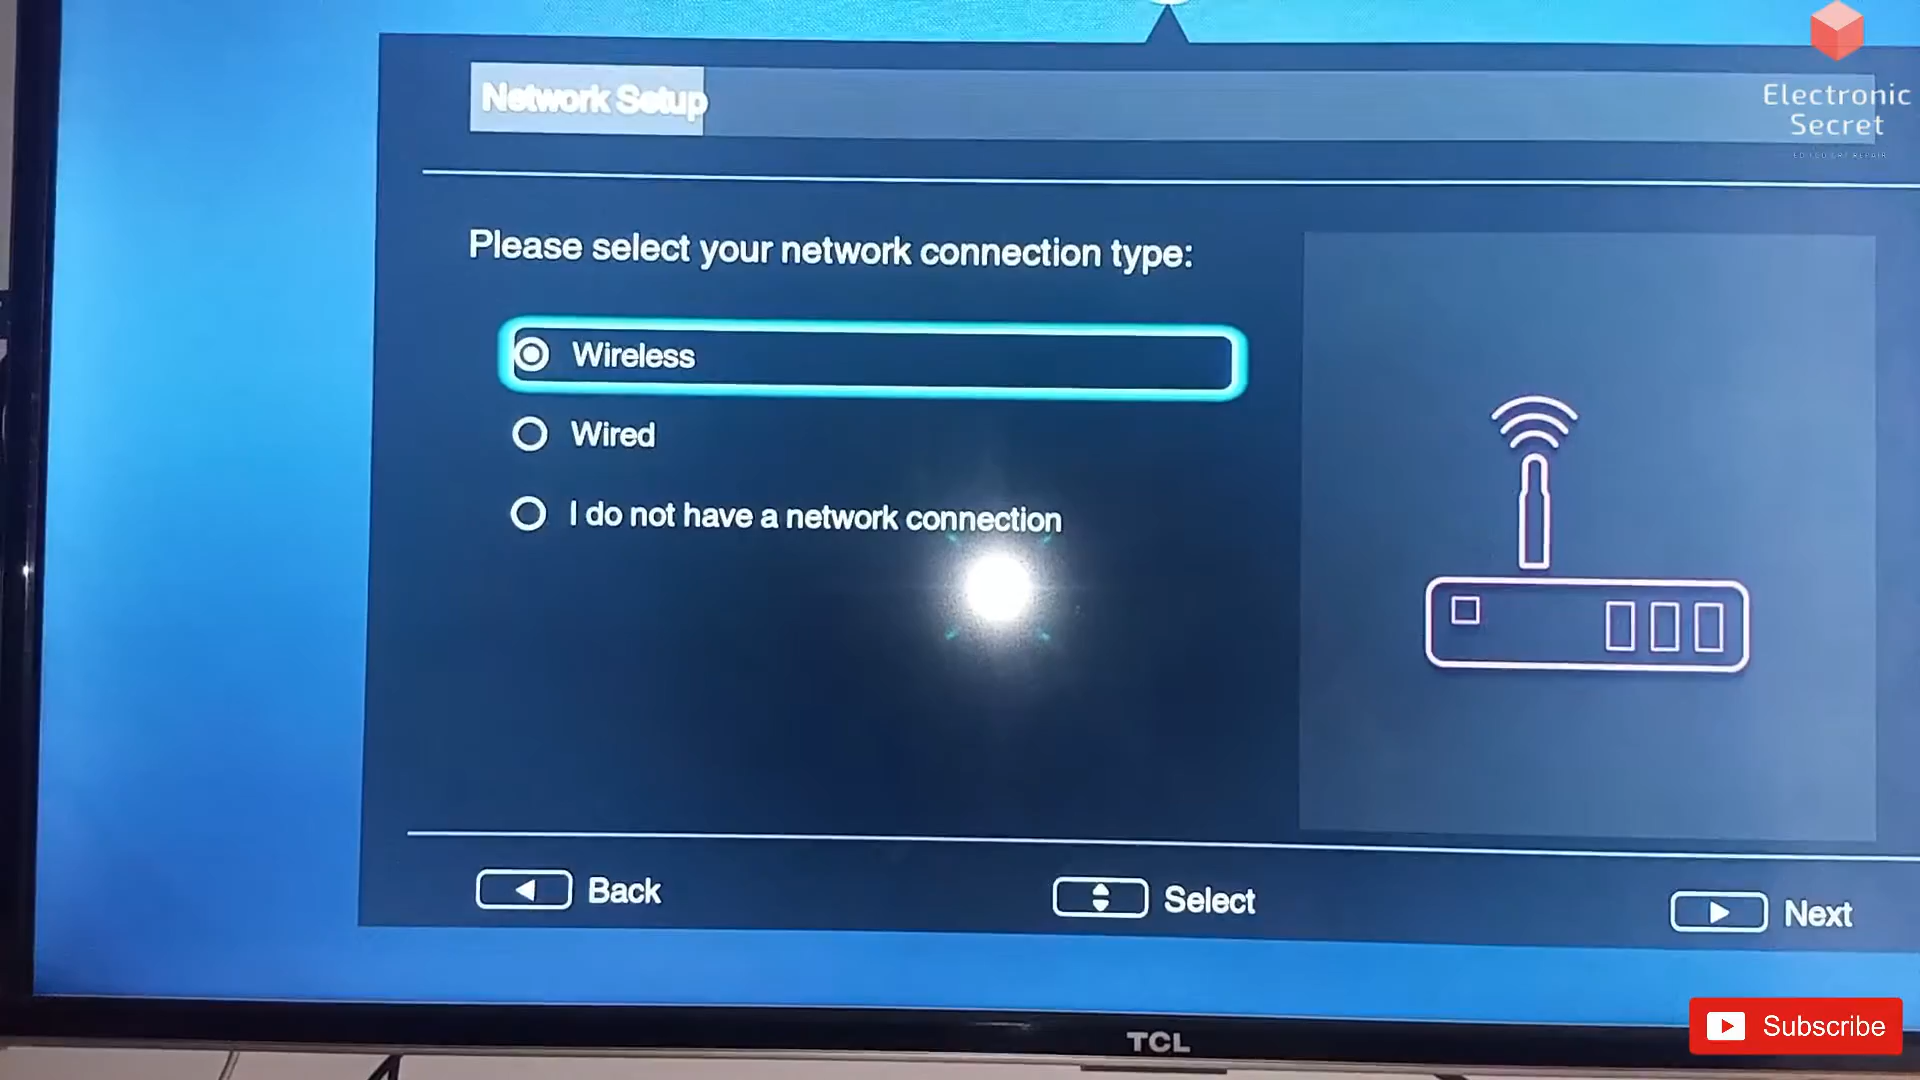 Network Setup
Electronic
Secret
Please select your network connection type:
Wireless
Wired
I do not have a network connection
Back
Select
Next
TCL
Subscribe